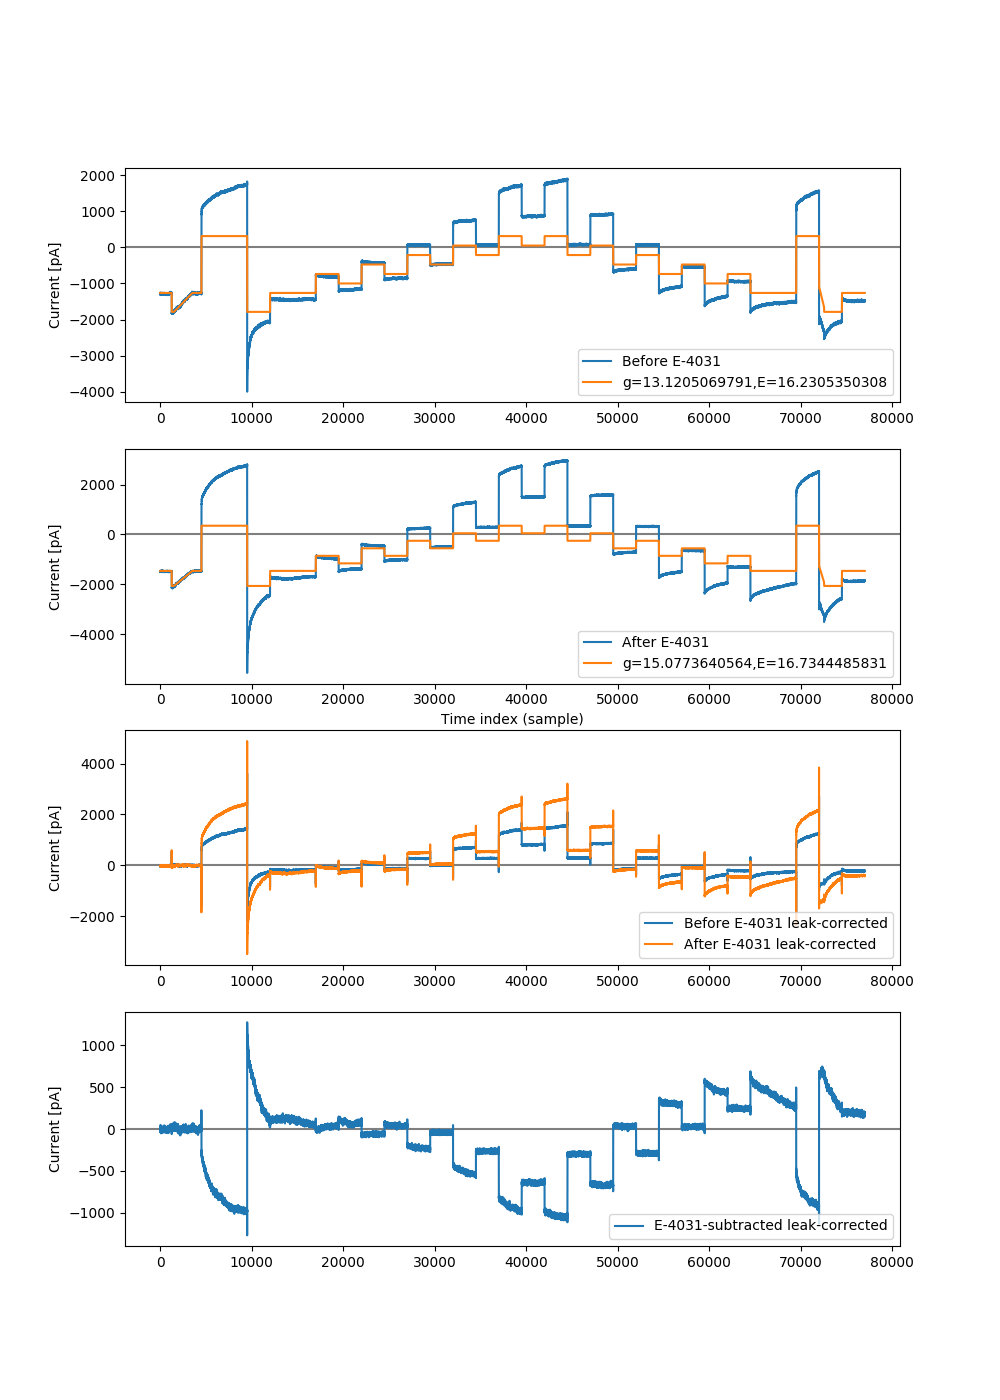 2000
1000
0
−1000
−2000
−3000
−4000
Current [pA]
Before E-4031
g=13.1205069791,E=16.2305350308
0 10000 20000 30000 40000 50000 60000 70000 80000
2000
0
−2000
−4000
Current [pA]
After E-4031
g=15.0773640564,E=16.7344485831
0 10000 20000 30000 40000 50000 60000 70000 80000
Time index (sample)
4000
2000
0
−2000
Current [pA]
Before E-4031 leak-corrected
After E-4031 leak-corrected
0 10000 20000 30000 40000 50000 60000 70000 80000
1000
500
0
−500
−1000
Current [pA]
E-4031-subtracted leak-corrected
0 10000 20000 30000 40000 50000 60000 70000 80000